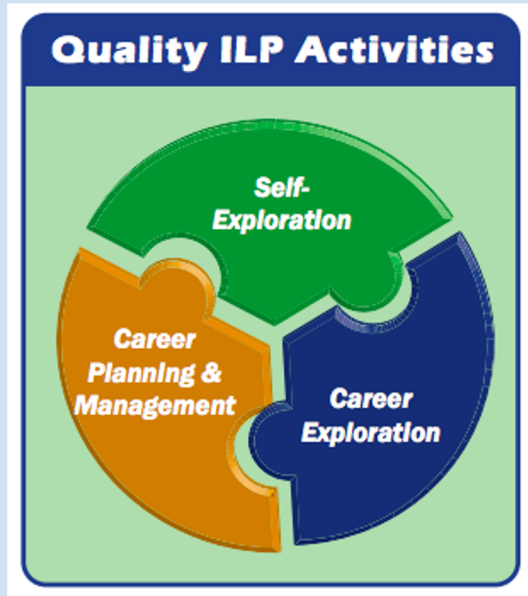 Quality ILP Activities
Self-
Exploration
Career
Planning &
Management
Career
Exploration